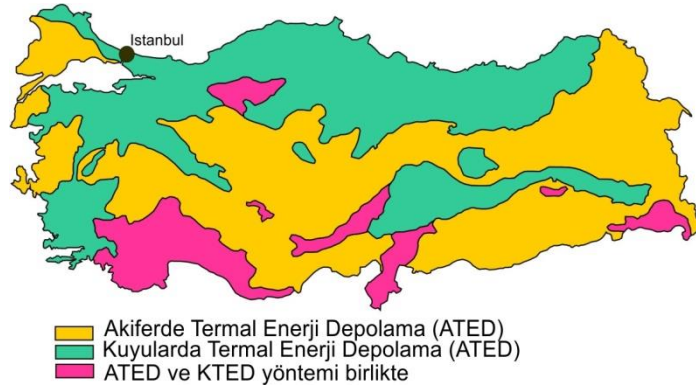 Istanbul
Akiferde Termal Enerji Depolama (ATED)
Kuyularda Termal Enerji Depolama (ATED)
ATED ve KTED yöntemi birlikte